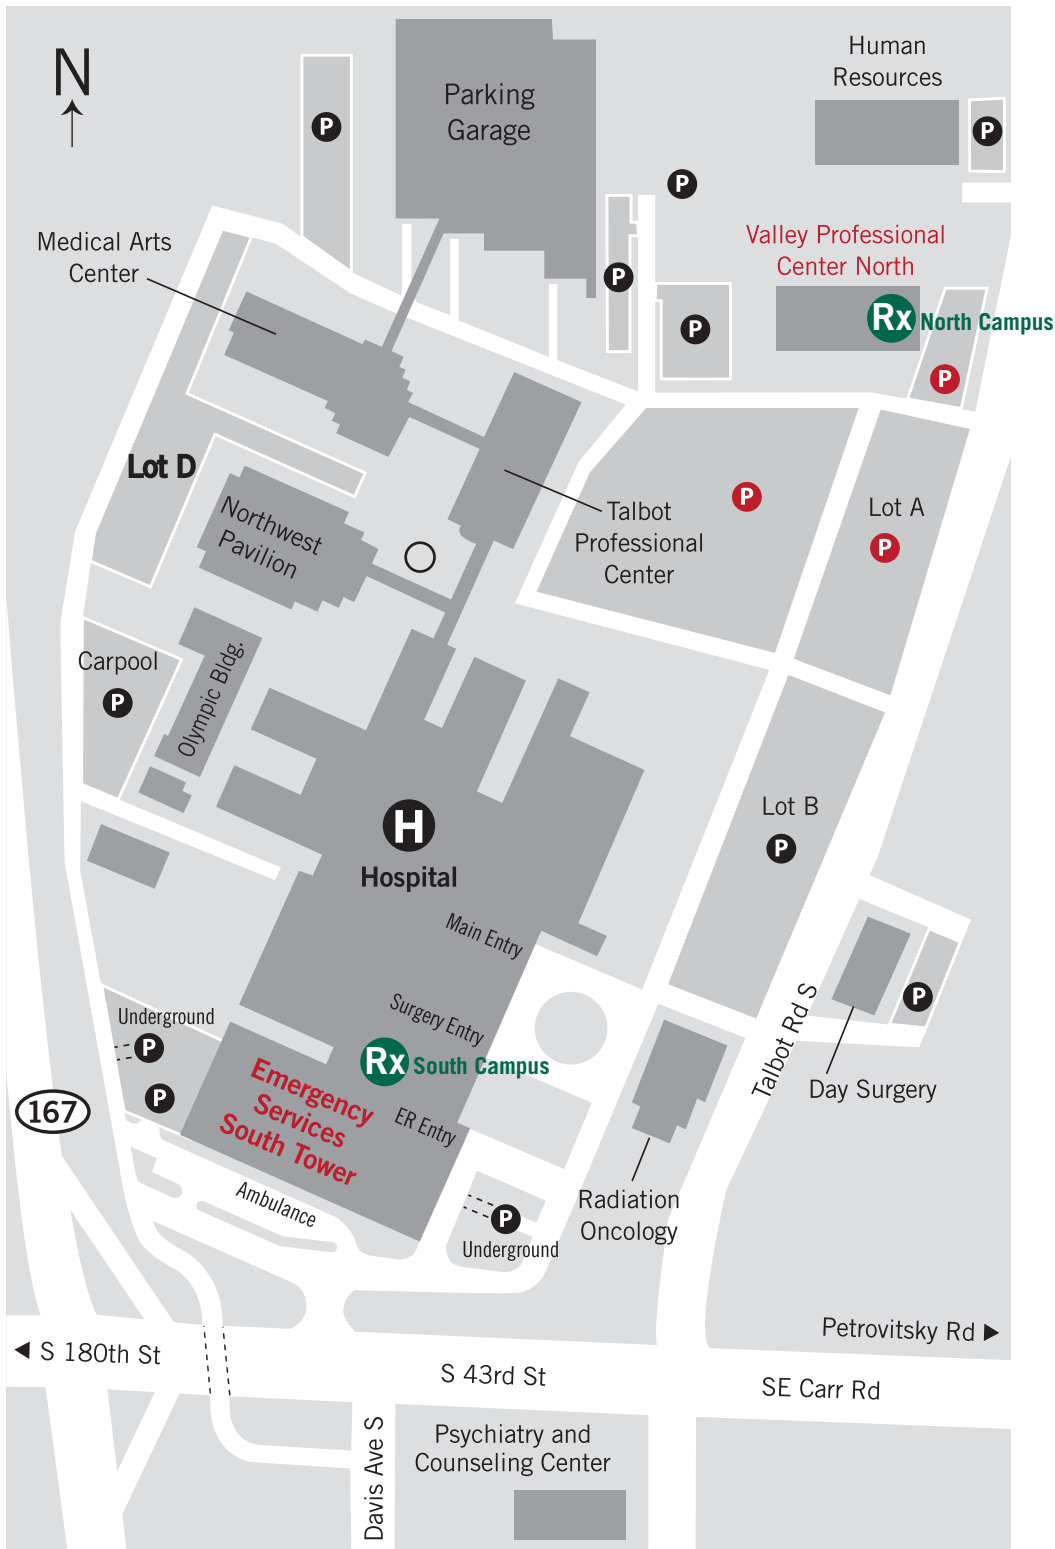 N
Human
Resources
P
Parking
Garage
P
P
Medical Arts
Center
Valley Professional
Center North
P
P
Rx North Campus
P
Lot D
P
Lot A
P
Northwest
Pavilion
Talbot
Professional
Center
Carpool
P
Olympic Bldg.
Lot B
P
H
Hospital
Main Entry
Surgery Entry
P
Underground
P
P
Rx South Campus
Talbot Rd S
Day Surgery
Emergency
Services
South Tower
ER Entry
167
Ambulance
P
Underground
Radiation
Oncology
Petrovitsky Rd
S 180th St
S 43rd St
SE Carr Rd
Davis Ave S
Psychiatry and
Counseling Center